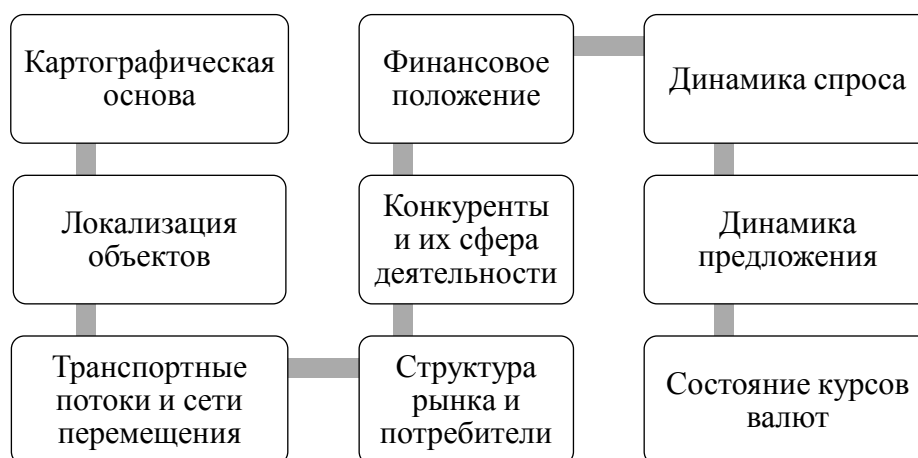 Картографическая
основа
Локализация
объектов
Транспортные
потоки и сети
перемещения
Структура
рынка и
потребители
Конкуренты
и их сфера
деятельности
Финансовое
положение
Динамика спроса
Динамика
предложения
Состояние курсов
валют